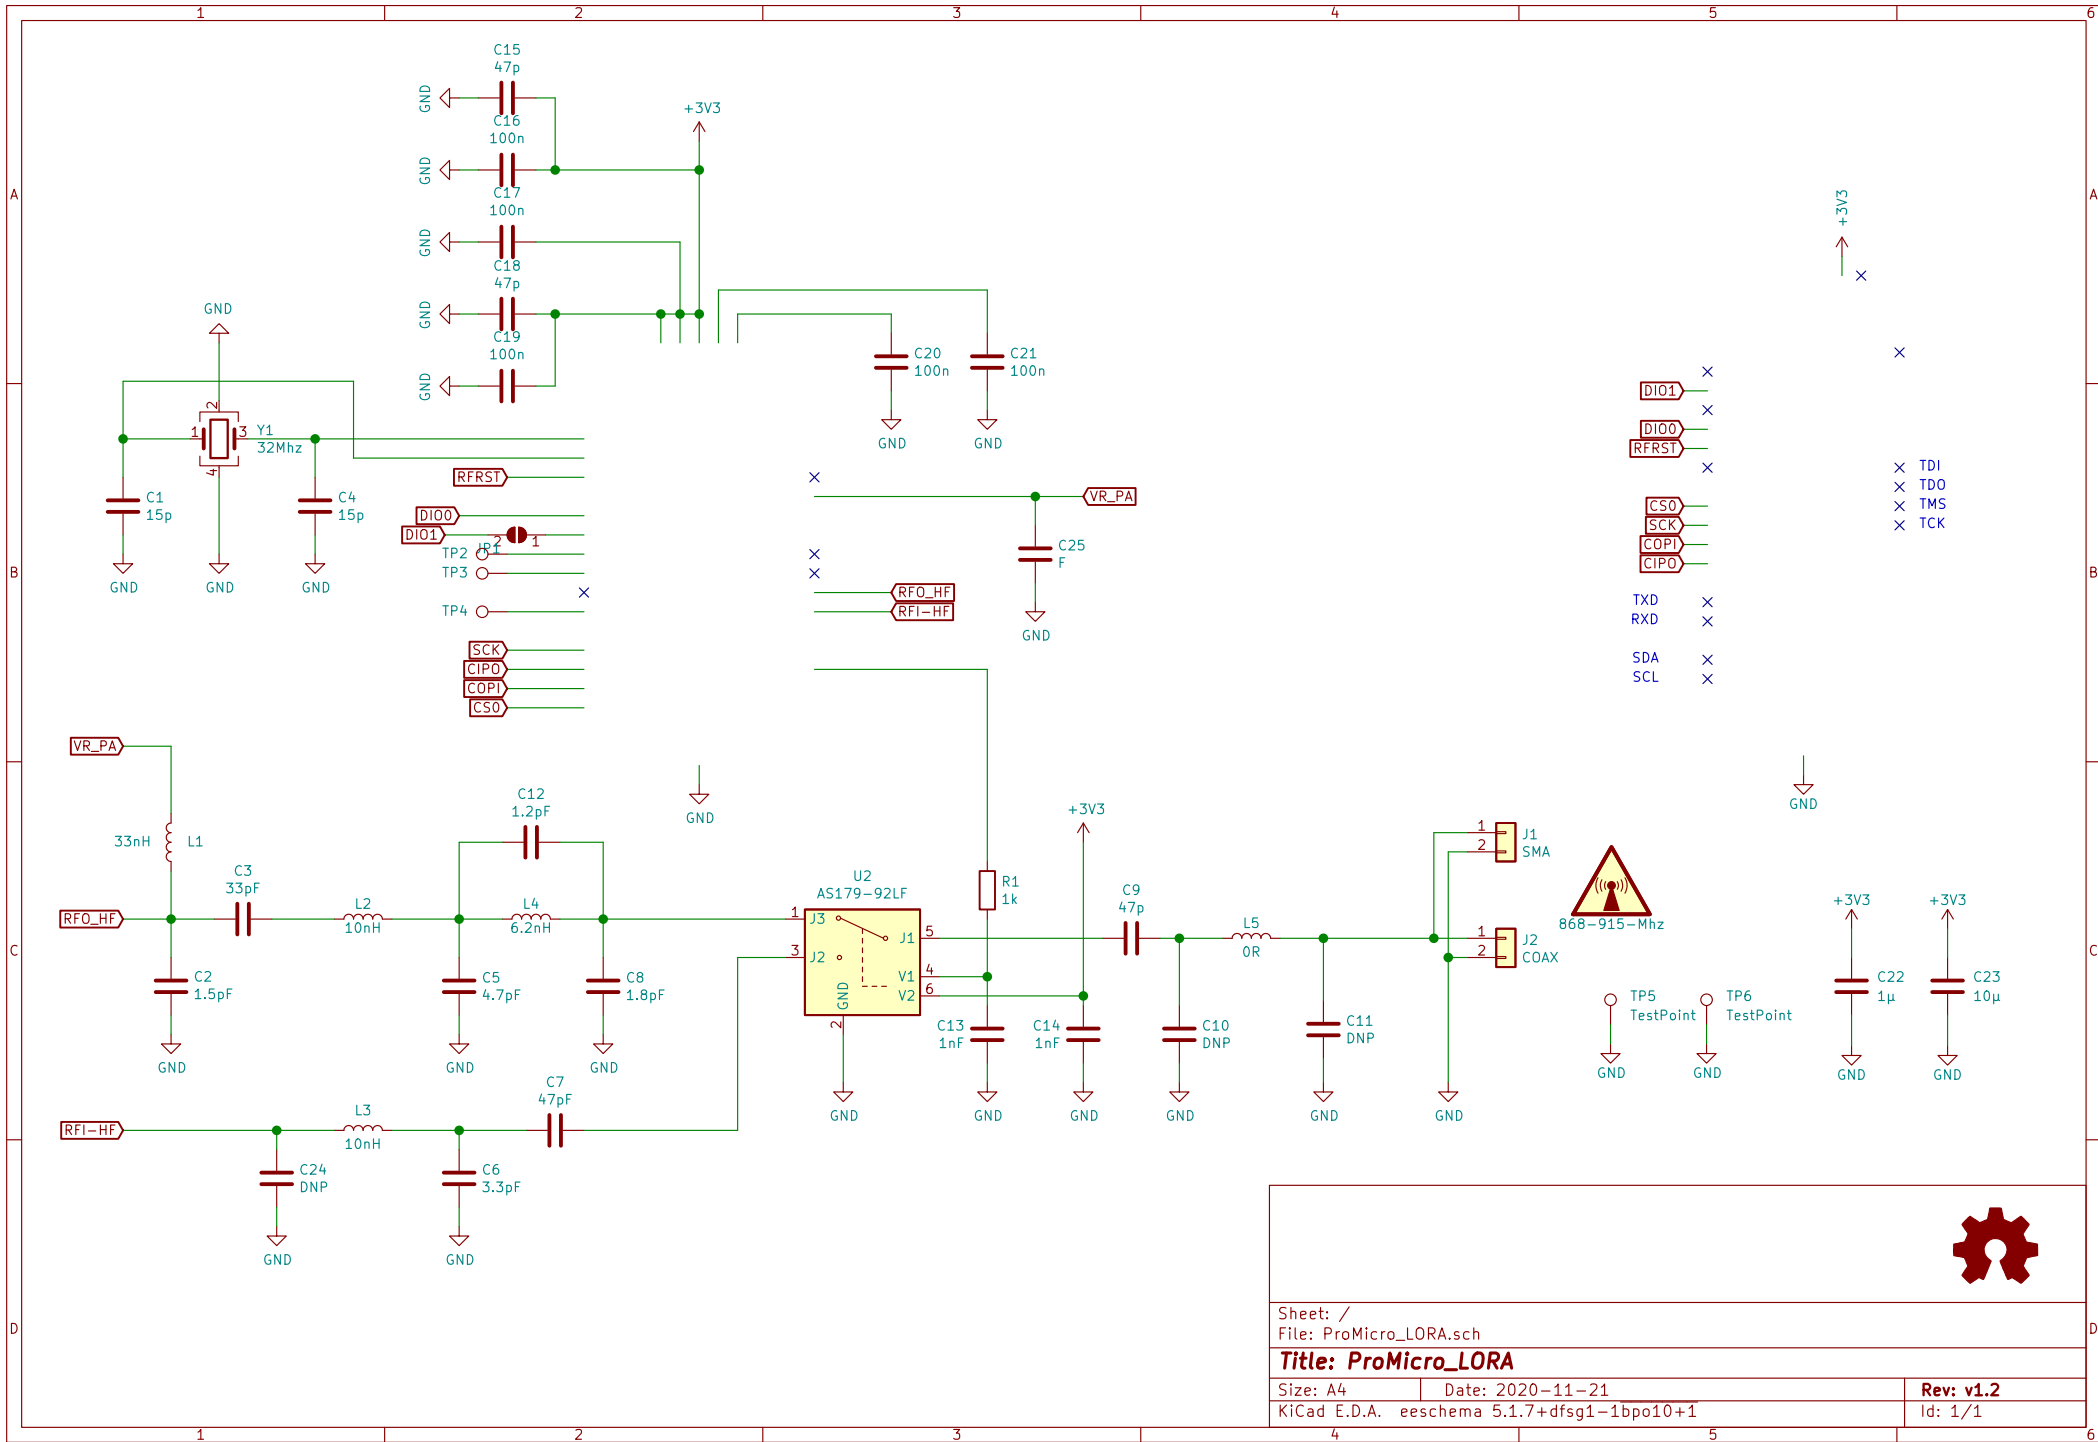 1 2 3 4 5 6
A
B
C
D
A
B
C
D
C15
47p
GND
C16
100n
GND
C17
100n
GND
C18
47p
GND
C19
100n
GND
+3V3
C20
100n
GND
C21
100n
GND
GND
2
1
3
4
Y1
32Mhz
C1
15p
GND
GND
C4
15p
GND
RFRST
DIO0
DIO1
2 1
JP1
TP2
TP3
TP4
SCK
CIPO
COPI
CS0
VR_PA
C25
F
GND
RFO_HF
RFI-HF
GND
+3V3
DIO1
DIO0
RFRST
CS0
SCK
COPI
CIPO
TXD
RXD
SDA
SCL
TDI
TDO
TMS
TCK
GND
VR_PA
33nH L1
RFO_HF
C3
33pF
C2
1.5pF
GND
L2
10nH
C12
1.2pF
L4
6.2nH
C5
4.7pF
GND
C8
1.8pF
GND
RFI-HF
C24
DNP
GND
L3
10nH
C6
3.3pF
GND
C7
47pF
U2
AS179-92LF
1 J3
3 J2
J1 5
V1 4
V2 6
GND
2
GND
R1
1k
C13
1nF
GND
+3V3
C14
1nF
GND
C9
47p
C10
DNP
GND
L5
0R
C11
DNP
GND
GND
1
2
J1
SMA
1
2
J2
COAX
868-915-Mhz
TP5
TestPoint
GND
TP6
TestPoint
GND
+3V3
C22
1µ
GND
+3V3
C23
10µ
GND
Sheet: /
File: ProMicro_LORA.sch
Title: ProMicro_LORA
Size: A4 Date: 2020-11-21 Rev: v1.2
KiCad E.D.A. eeschema 5.1.7+dfsg1-1bpo10+1 Id: 1/1
1 2 3 4 5 6